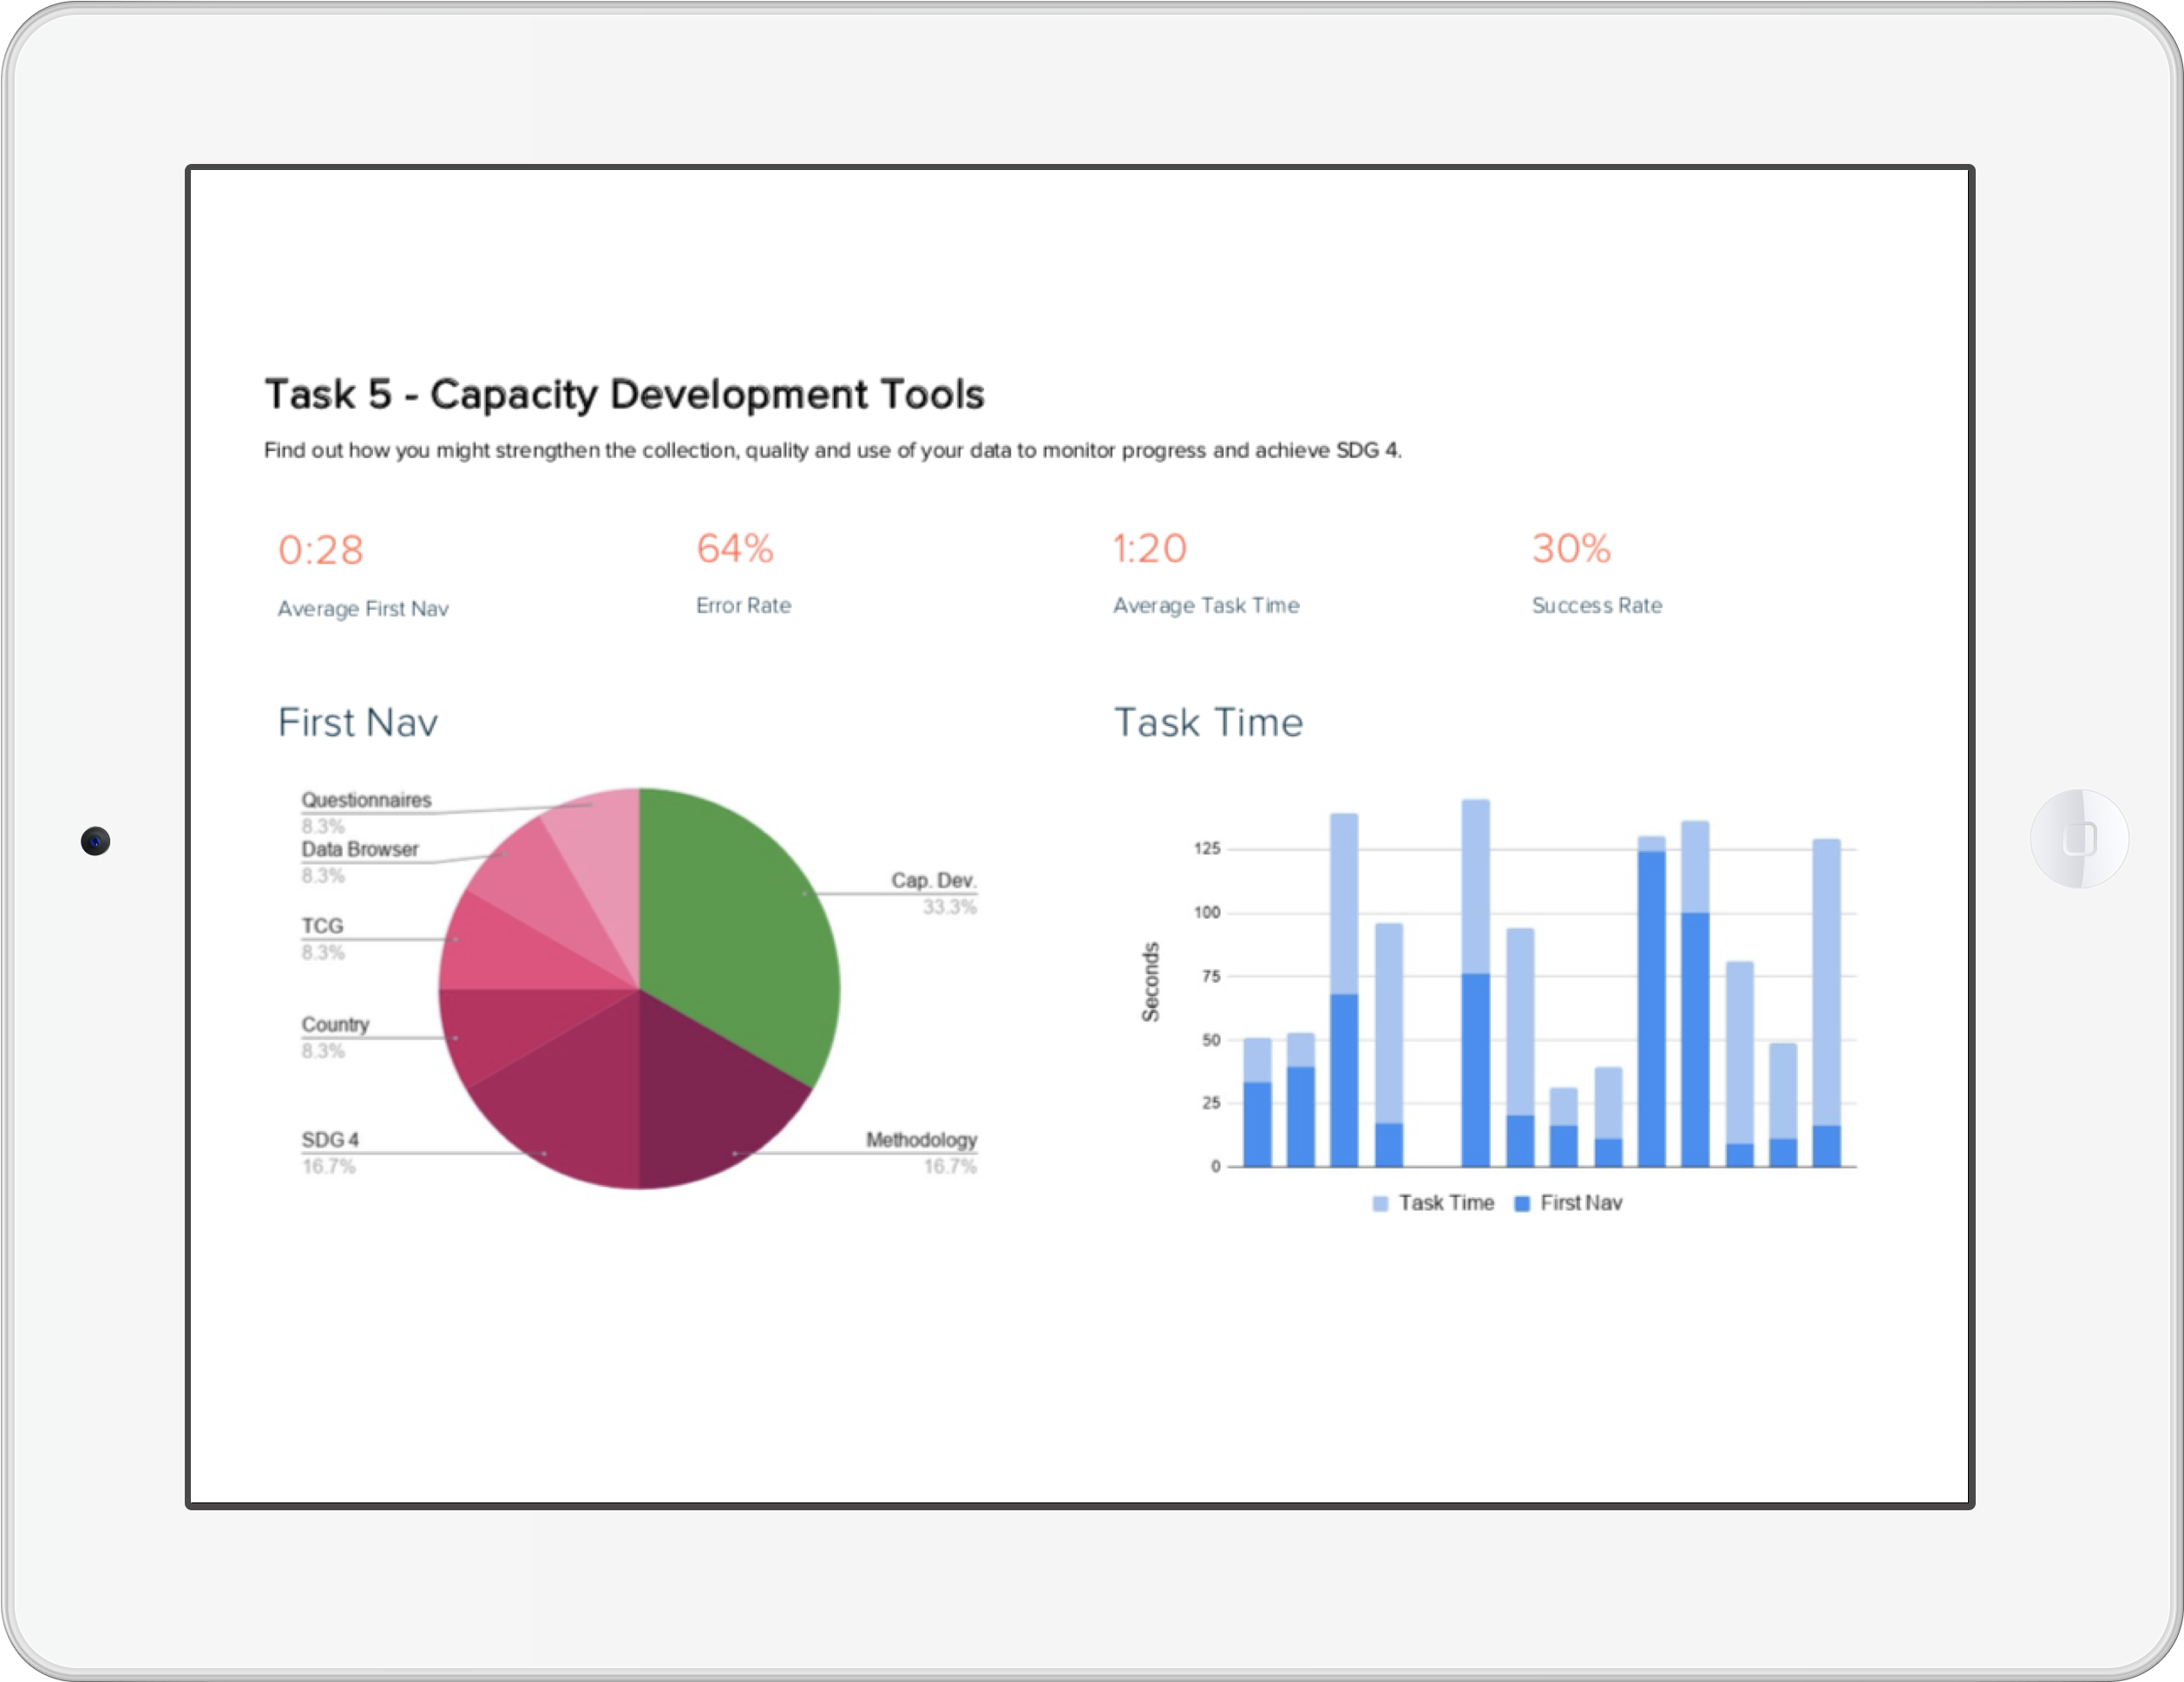 Task 5 - Capacity Development Tools
Find out how you might strengthen the collection, quality and use of your data to monitor progress and achieve SDG 4.
0:28
Average First Nav
64%
Error Rate
1:20
Average Task Time
30%
Success Rate
First Nav
Questionnaires
8.3%
Data Browser
8.3%
TCG
8.3%
Country
8.3%
SDG 4
16.7%
Cap. Dev.
33.3%
Methodology
16.7%
Task Time
Seconds
125
100
75
50
25
0
Task Time
First Nav